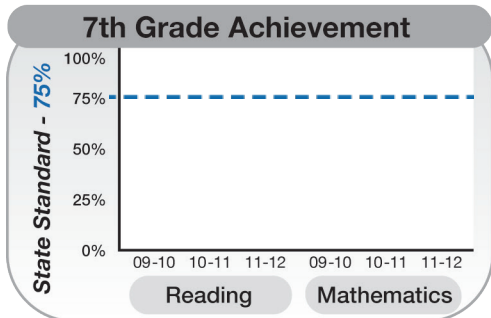 7th Grade Achievement
State Standard - 75%
100%
75%
50%
25%
0%
09-10 10-11 11-12 09-10 10-11 11-12
Reading Mathematics